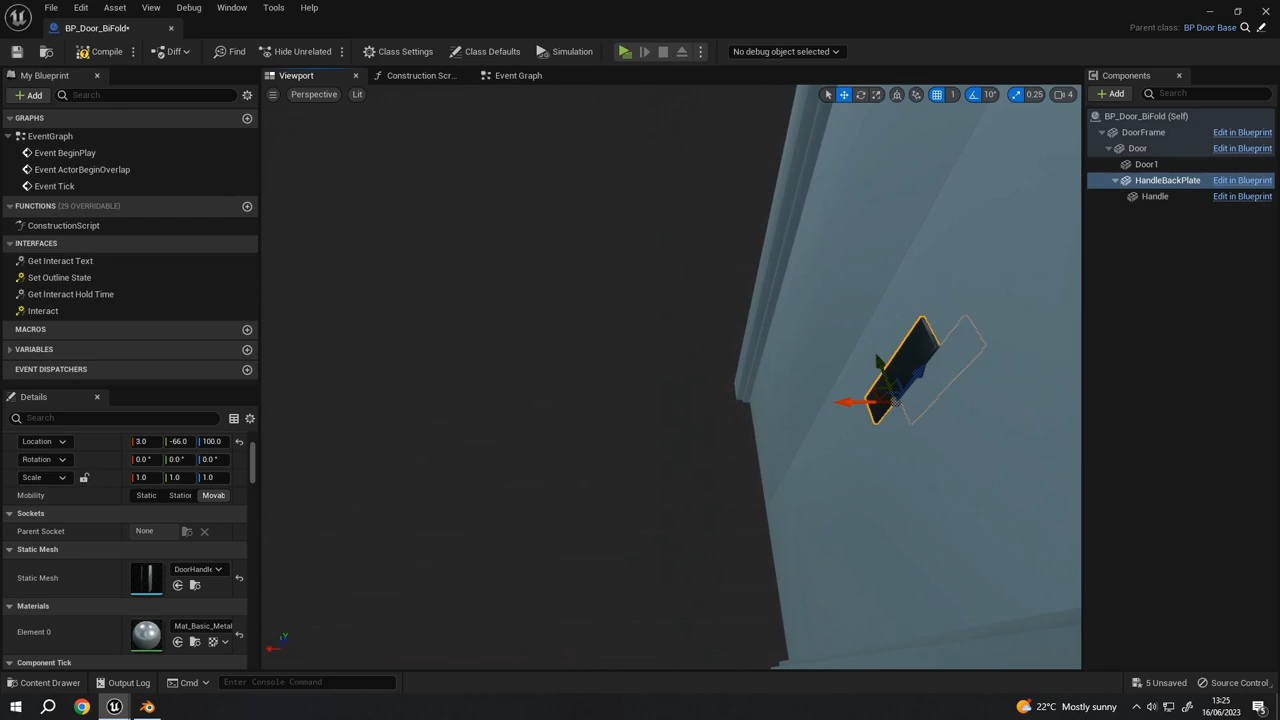 File Edit Asset View Debug Window Tools Help
BP_Door_BiFold*
Parent class: BP Door Base
Compile Diff Find Hide Unrelated Class Settings Class Defaults Simulation No debug object selected
My Blueprint Viewport Construction Scr... Event Graph Components
Add Search Perspective Lit 1 10° 0.25 4 Add Search
GRAPHS
BP_Door_BiFold (Self)
EventGraph
DoorFrame Edit in Blueprint
Event BeginPlay
Door Edit in Blueprint
Event ActorBeginOverlap
Door1
Event Tick
HandleBackPlate Edit in Blueprint
FUNCTIONS (29 OVERRIDABLE)
Handle Edit in Blueprint
ConstructionScript
INTERFACES
Get Interact Text
Set Outline State
Get Interact Hold Time
Interact
MACROS
VARIABLES
EVENT DISPATCHERS
Details
Search
Location 3.0 -66.0 100.0
Rotation 0.0 ° 0.0 ° 0.0 °
Scale 1.0 1.0 1.0
Mobility Static Station Movab
Sockets
Parent Socket None
Static Mesh
Static Mesh DoorHandle
Materials
Element 0 Mat_Basic_Metal
Component Tick
Content Drawer Output Log Cmd Enter Console Command 5 Unsaved Source Control
22°C Mostly sunny 13:25
16/06/2023